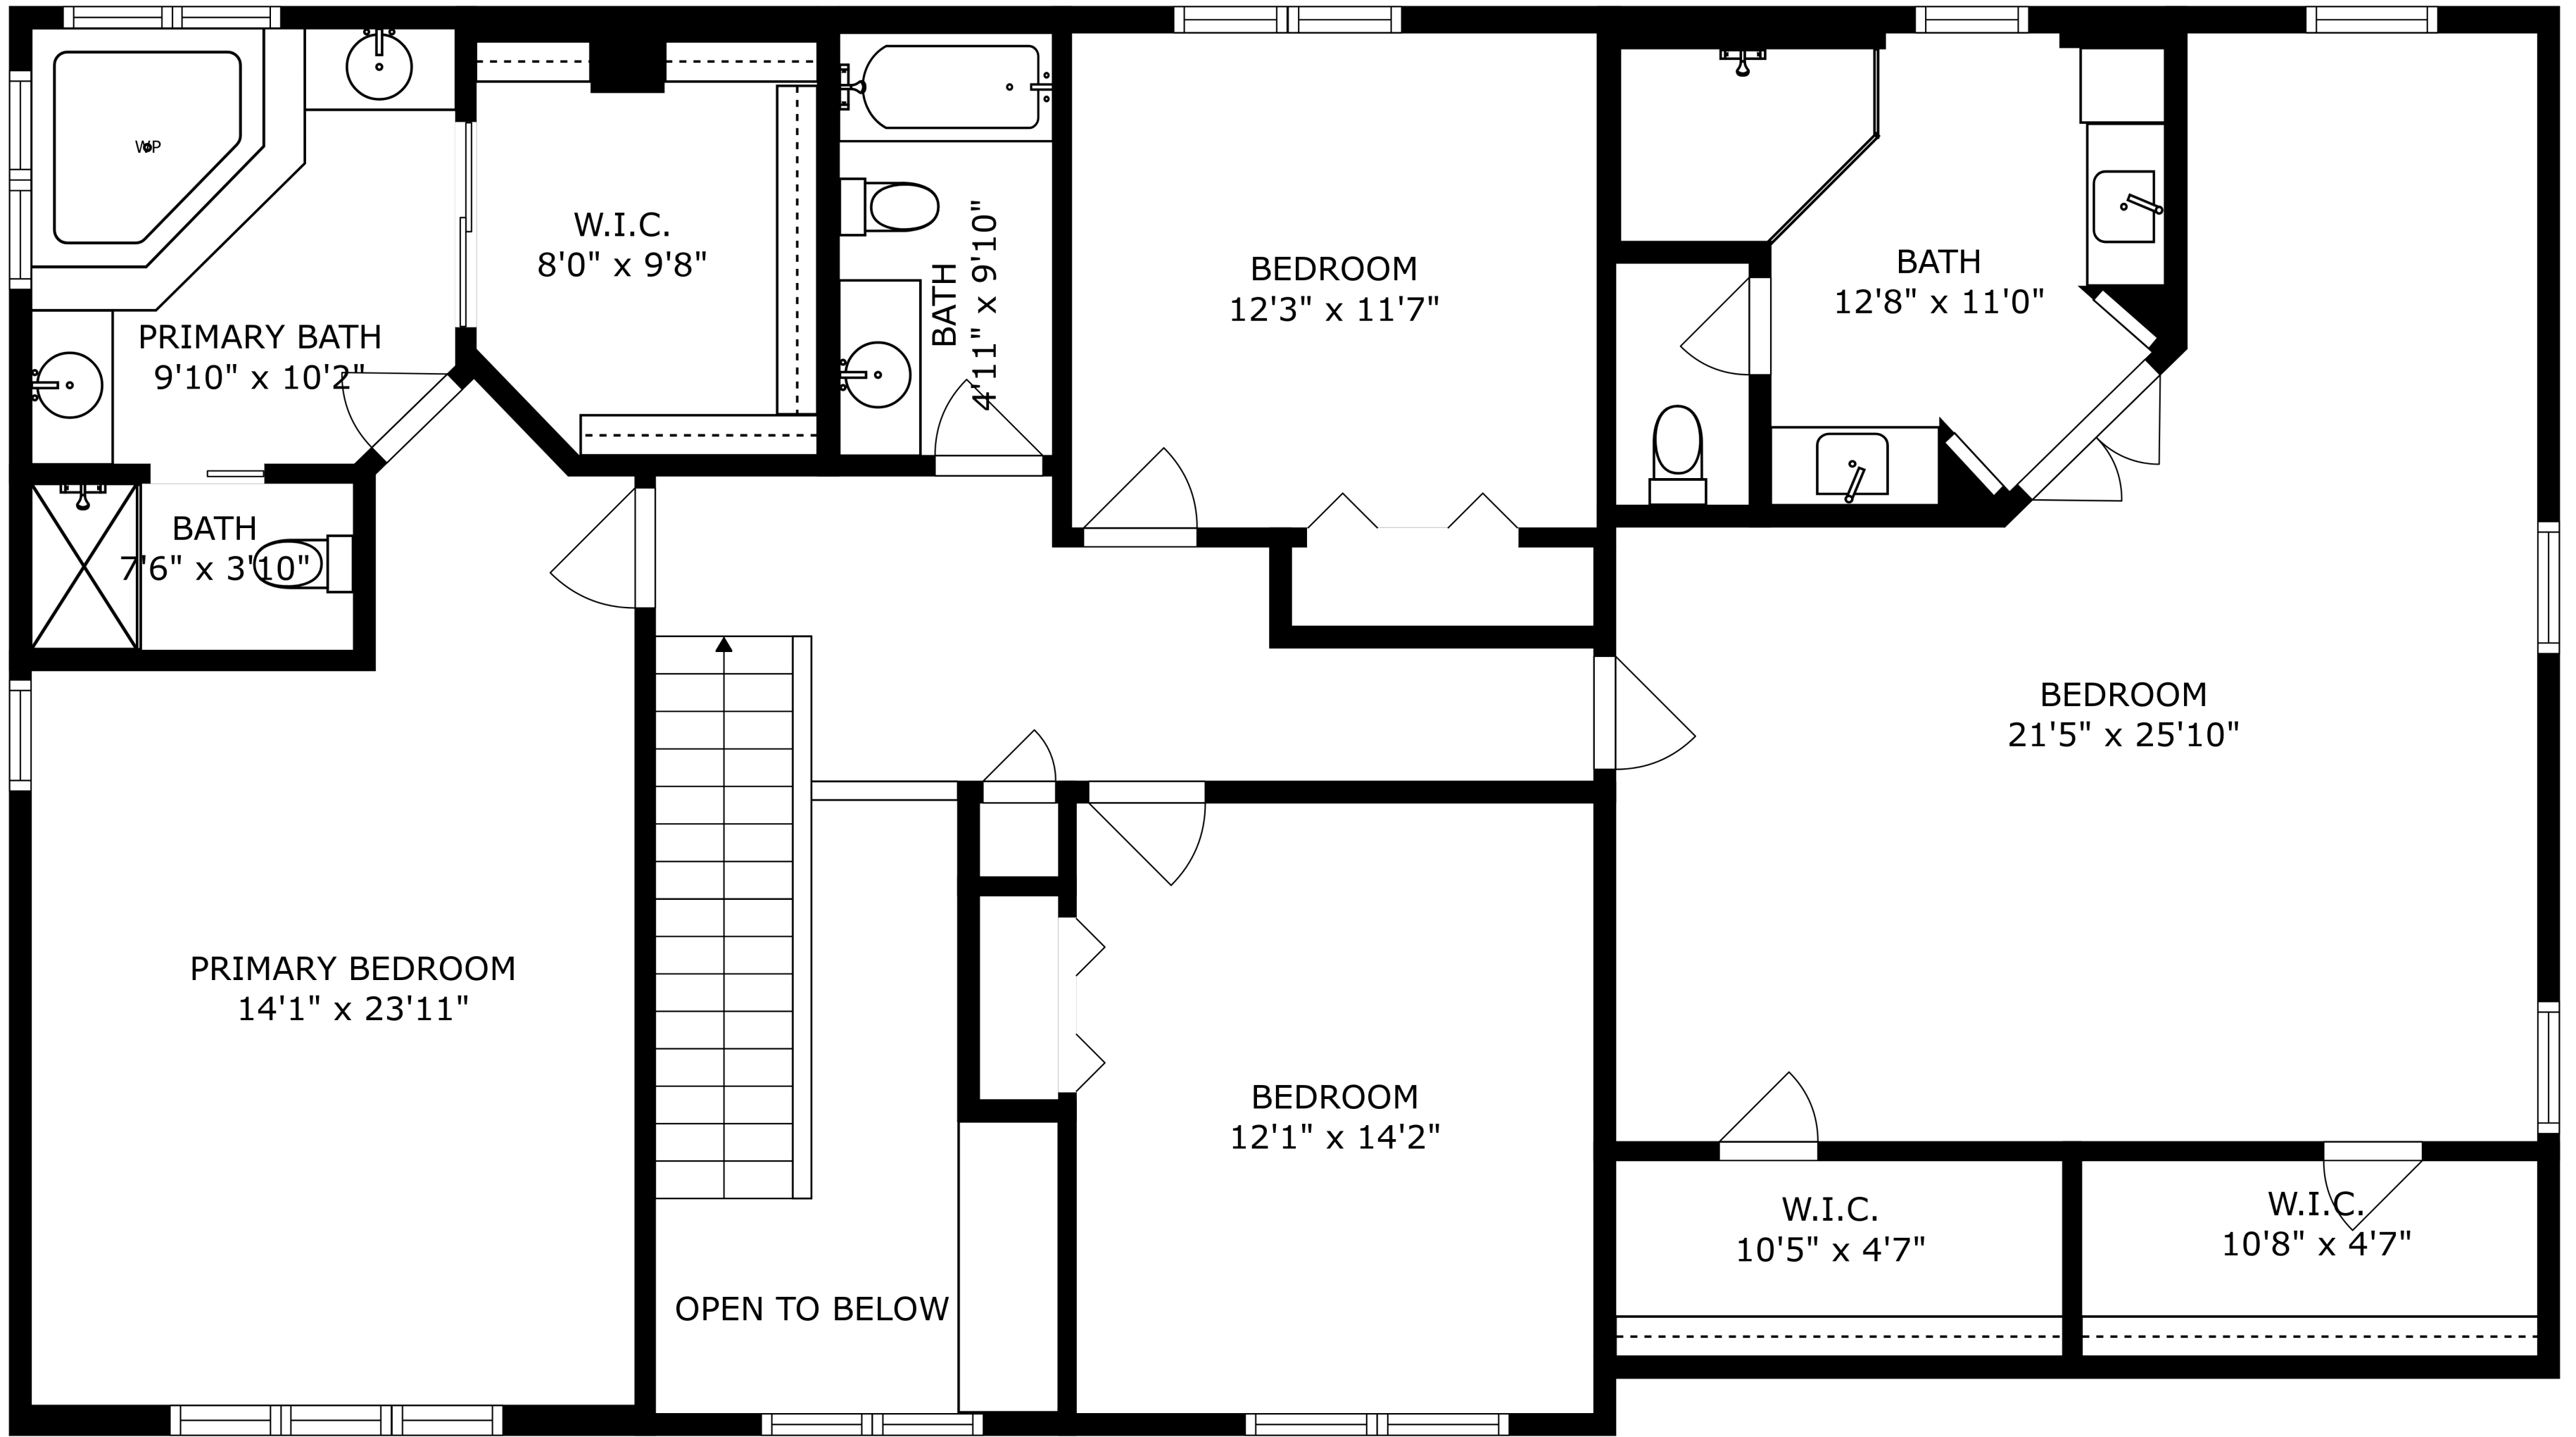 WP
PRIMARY BATH
9'10" x 10'2"
W.I.C.
8'0" x 9'8"
BATH
4'11" x 9'10"
BEDROOM
12'3" x 11'7"
BATH
12'8" x 11'0"
BATH
7'6" x 3'10"
BEDROOM
21'5" x 25'10"
PRIMARY BEDROOM
14'1" x 23'11"
BEDROOM
12'1" x 14'2"
W.I.C.
10'5" x 4'7"
W.I.C.
10'8" x 4'7"
OPEN TO BELOW